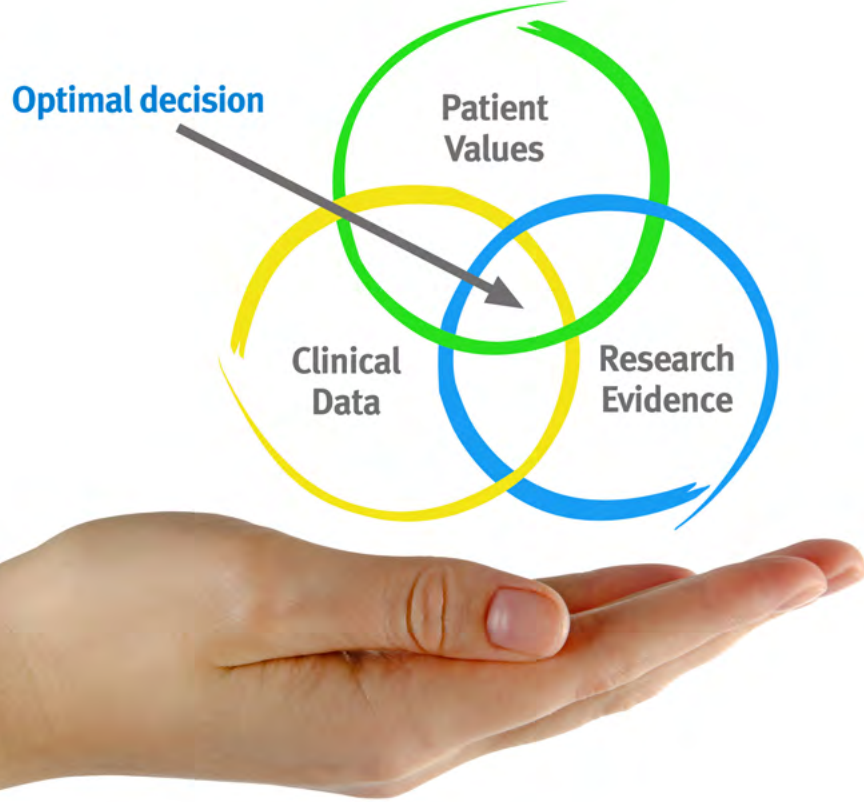 Optimal decision
Patient
Values
Clinical
Data
Research
Evidence